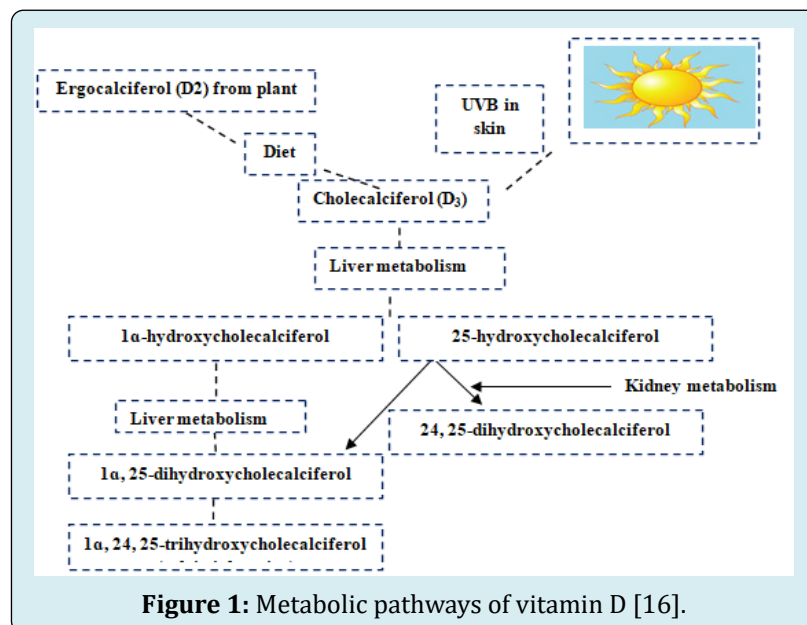 Ergocalciferol (D2) from plant
UVB in
skin
Diet
Cholecalciferol (D₃)
Liver metabolism
1α-hydroxycholecalciferol
25-hydroxycholecalciferol
Kidney metabolism
Liver metabolism
24, 25-dihydroxycholecalciferol
1α, 25-dihydroxycholecalciferol
1α, 24, 25-trihydroxycholecalciferol
Figure 1: Metabolic pathways of vitamin D [16].